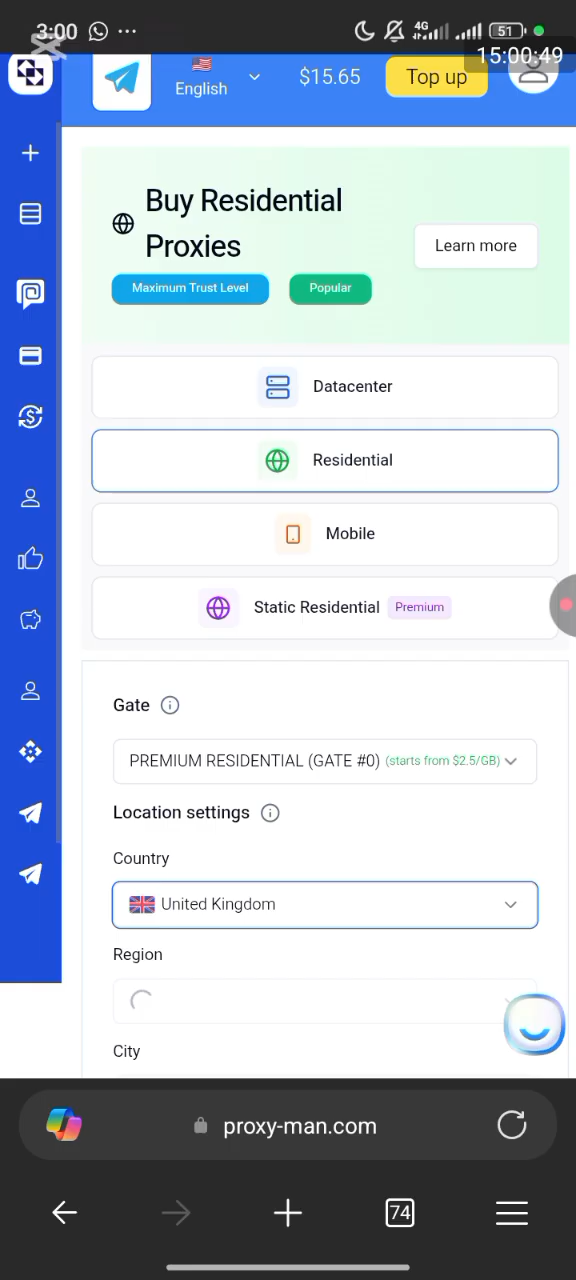 3:00
4G
51
15:00:49
English
$15.65
Top up
Buy Residential
Proxies
Learn more
Maximum Trust Level
Popular
Datacenter
Residential
Mobile
Static Residential Premium
Gate
PREMIUM RESIDENTIAL (GATE #0) (starts from $2.5/GB)
Location settings
Country
United Kingdom
Region
City
proxy-man.com
74